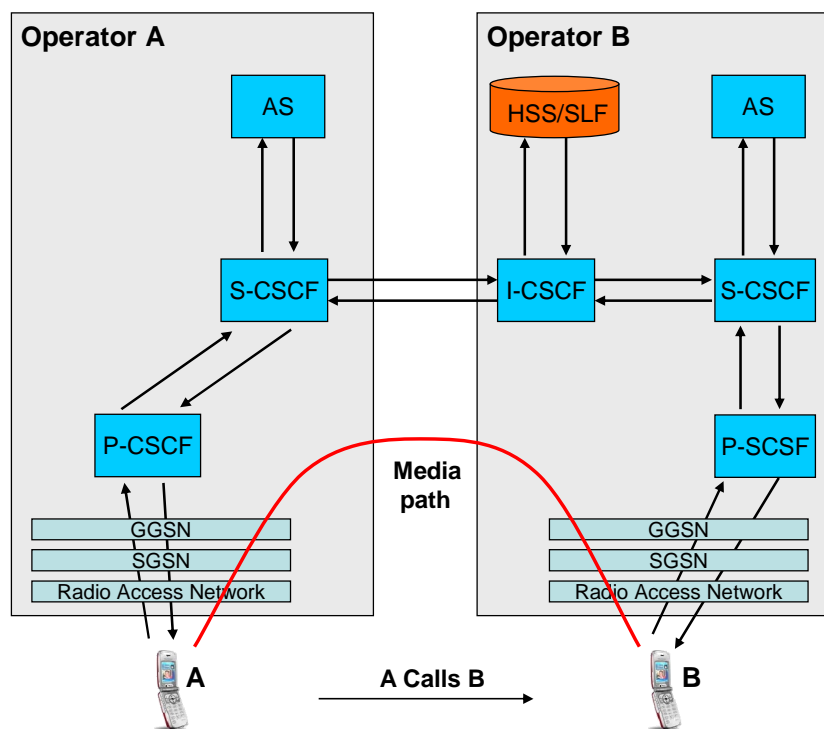 Operator A
AS
S-CSCF
P-CSCF
GGSN
SGSN
Radio Access Network
A
Operator B
HSS/SLF
AS
I-CSCF
S-CSCF
P-SCSF
GGSN
SGSN
Radio Access Network
B
Media
path
A Calls B